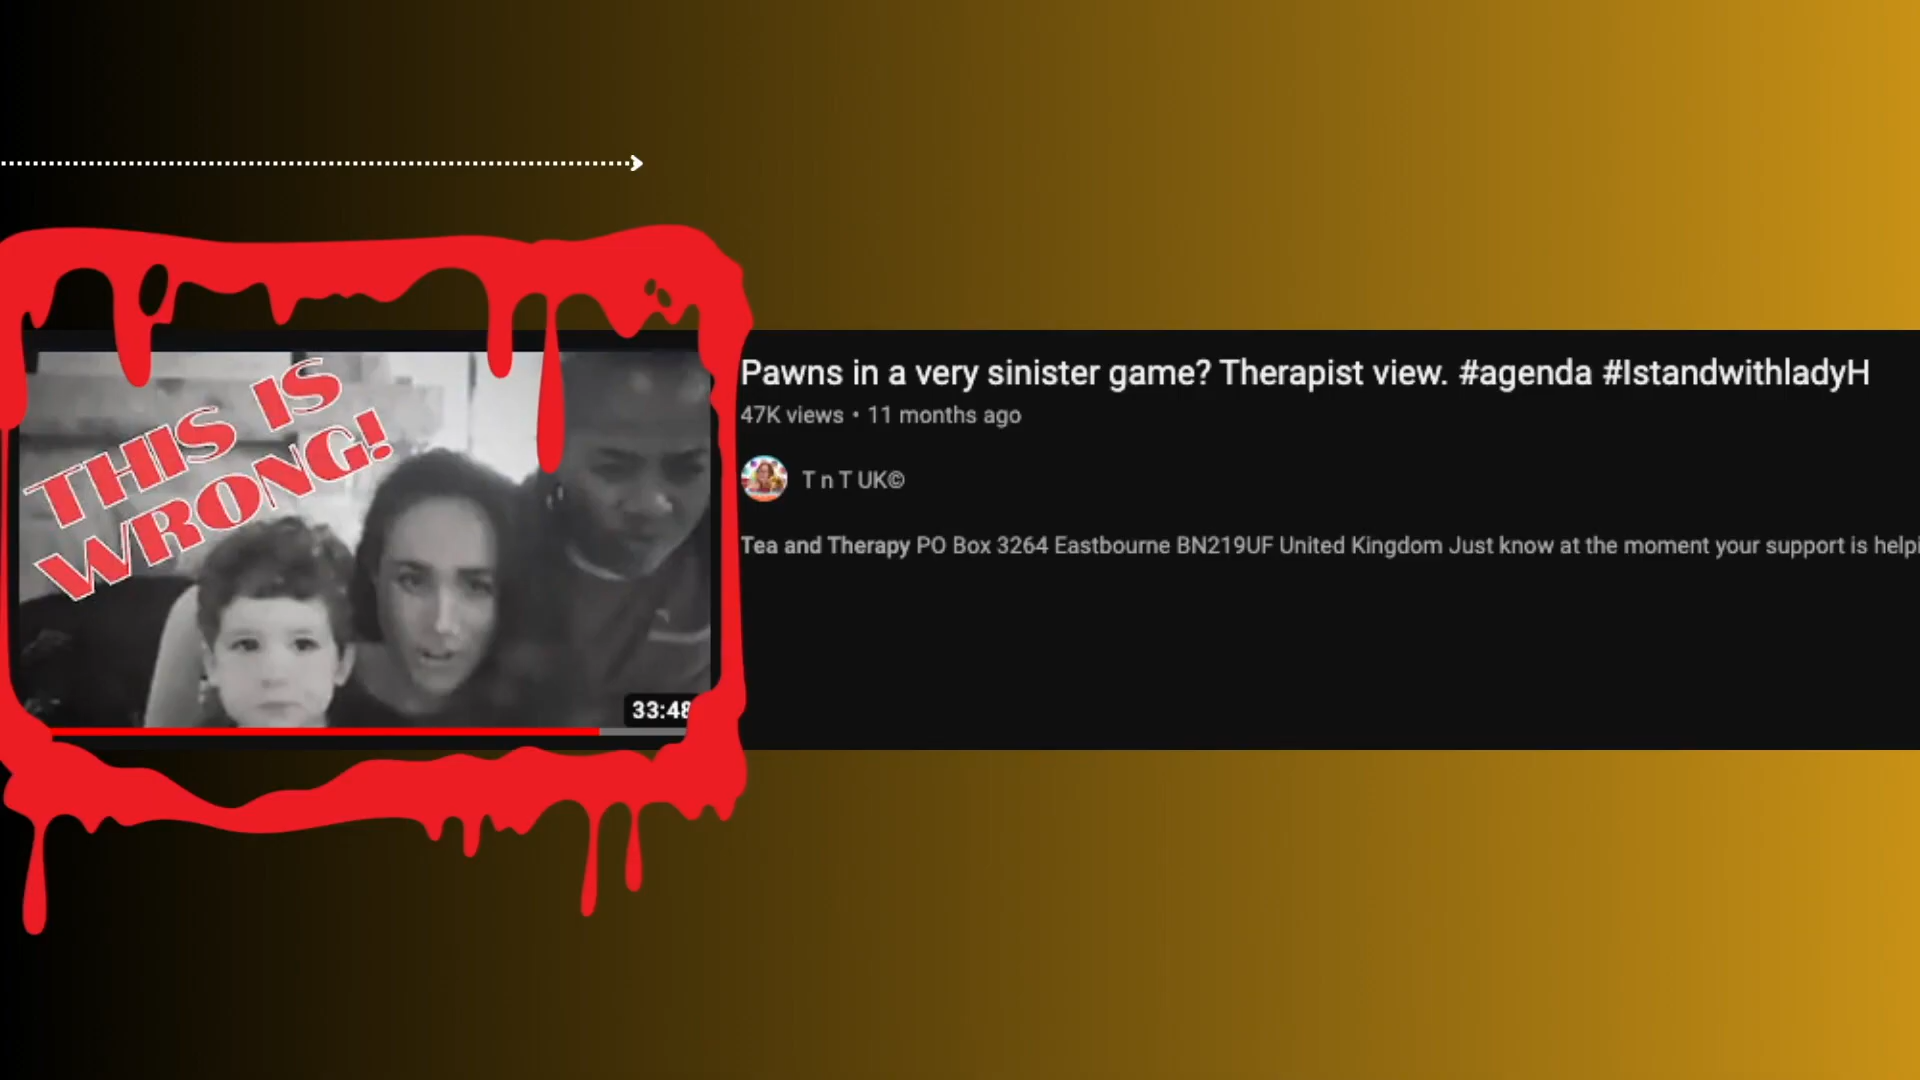 THIS IS
WRONG!
33:48
Pawns in a very sinister game? Therapist view. #agenda #IstandwithladyH
47K views • 11 months ago
T n T UK©
Tea and Therapy PO Box 3264 Eastbourne BN219UF United Kingdom Just know at the moment your support is helpi